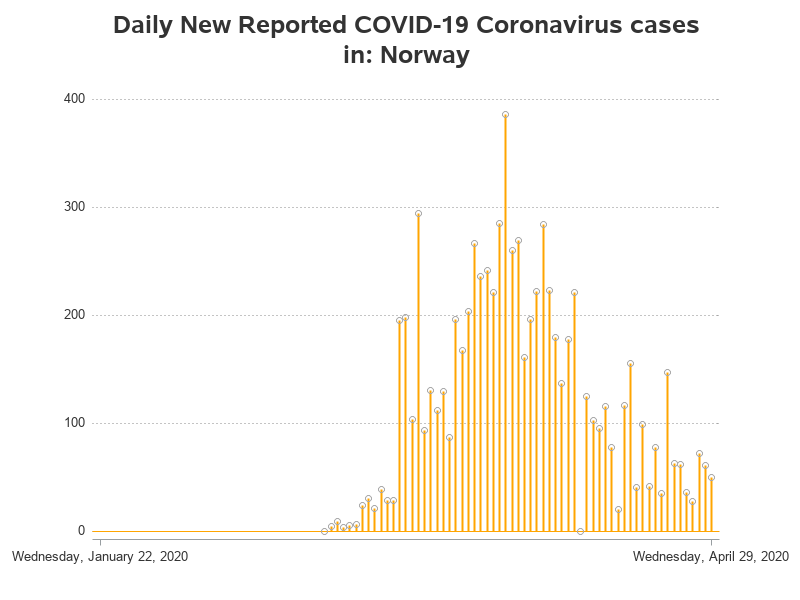 Daily New Reported COVID-19 Coronavirus cases
in: Norway
400
300
200
100
0
Wednesday, January 22, 2020
Wednesday, April 29, 2020